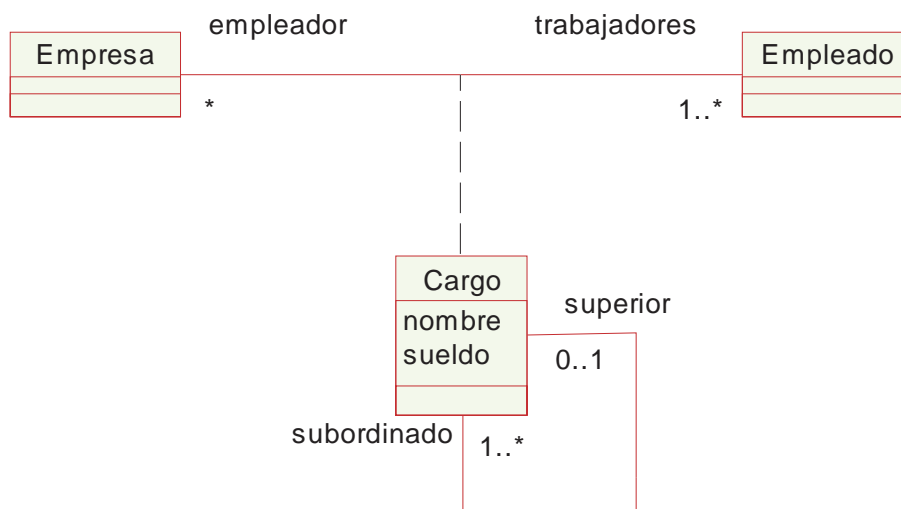 empleador
trabajadores
Empresa
Empleado
*
1..*
Cargo
nombre
sueldo
superior
0..1
subordinado
1..*